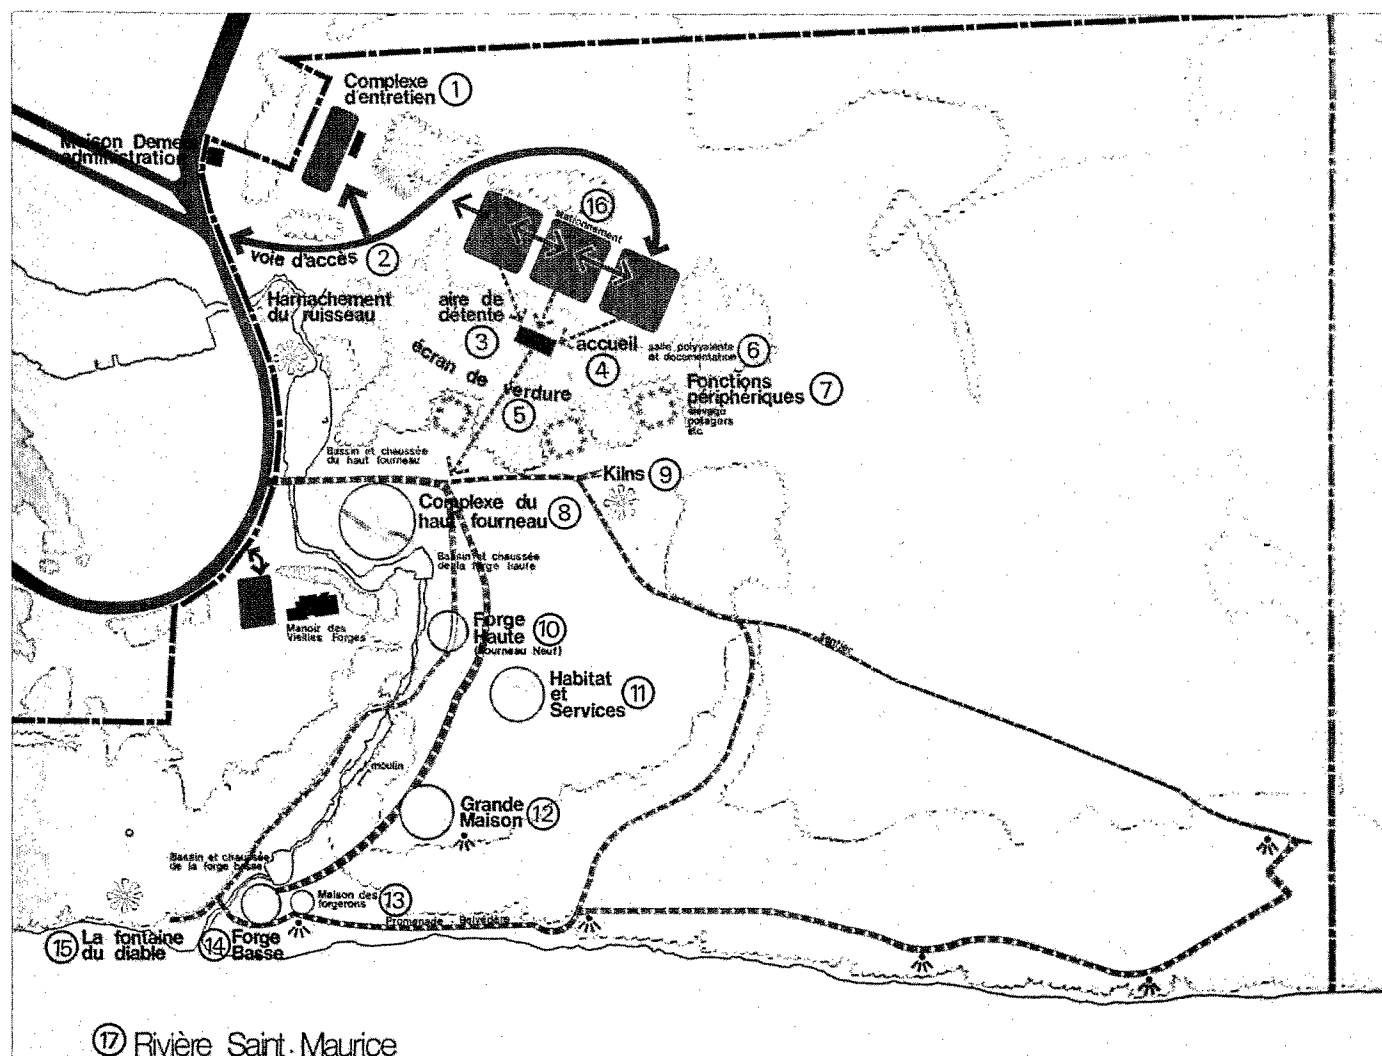 Complexe
d'entretien 1
Maison Deme
administration
16
stationnement
voie d'accès 2
Harnachement
du ruisseau
aire de
détente
3
accueil
4
salle polyvalente
et documentation 6
écran de verdure
5
Fonctions
périphériques 7
élevage
potagers
etc.
Bassin et chaussée
du haut fourneau
Kilns 9
Complexe du
haut fourneau 8
Bassin et chaussée
de la forge haute
Manoir des
Vieilles Forges
Forge
Haute 10
(Fourneau Neuf)
sentier
Habitat
et
Services 11
moulin
Grande
Maison 12
Bassin et chaussée
de la forge basse
Maison des
forgerons 13
Promenade - Belvédère
15 La fontaine
du diable
14 Forge
Basse
17 Rivière Saint. Maurice